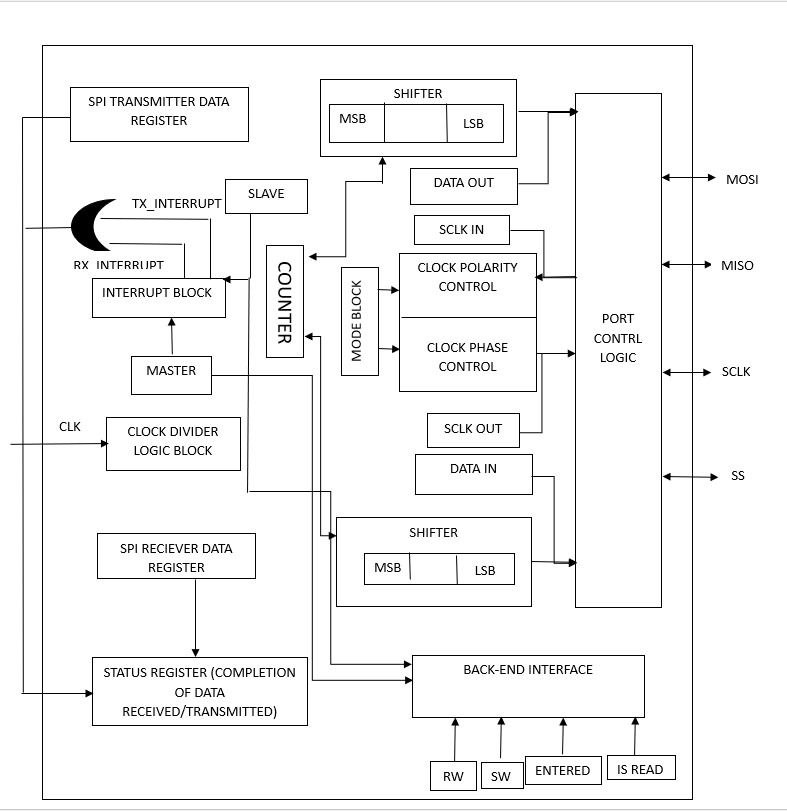 SPI TRANSMITTER DATA
REGISTER
SHIFTER
MSB
LSB
DATA OUT
SLAVE
TX_INTERRUPT
RX_INTERRUPT
INTERRUPT BLOCK
MASTER
COUNTER
SCLK IN
MODE BLOCK
CLOCK POLARITY
CONTROL
CLOCK PHASE
CONTROL
PORT
CONTRL
LOGIC
MOSI
MISO
SCLK
SS
CLK
CLOCK DIVIDER
LOGIC BLOCK
SCLK OUT
DATA IN
SHIFTER
MSB
LSB
SPI RECIEVER DATA
REGISTER
STATUS REGISTER (COMPLETION
OF DATA
RECEIVED/TRANSMITTED)
BACK-END INTERFACE
RW
SW
ENTERED
IS READ